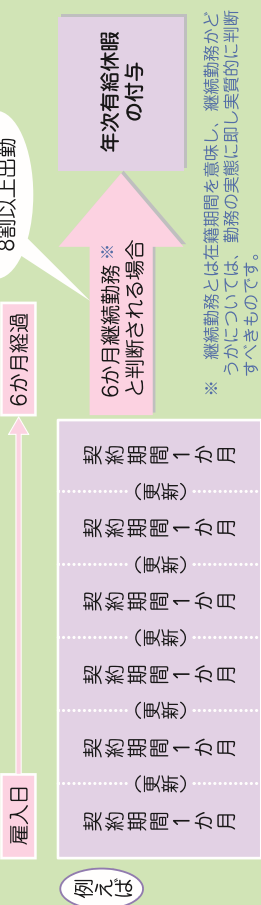 例えば
雇入日
6か月経過
8割以上出勤
契約期間1か月
（更新）
契約期間1か月
（更新）
契約期間1か月
（更新）
契約期間1か月
（更新）
契約期間1か月
（更新）
契約期間1か月
6か月継続勤務※
と判断される場合
年次有給休暇
の付与
※　継続勤務とは在籍期間を意味し、継続勤務かど
うかについては、勤務の実態に即し実質的に判断
すべきものです。